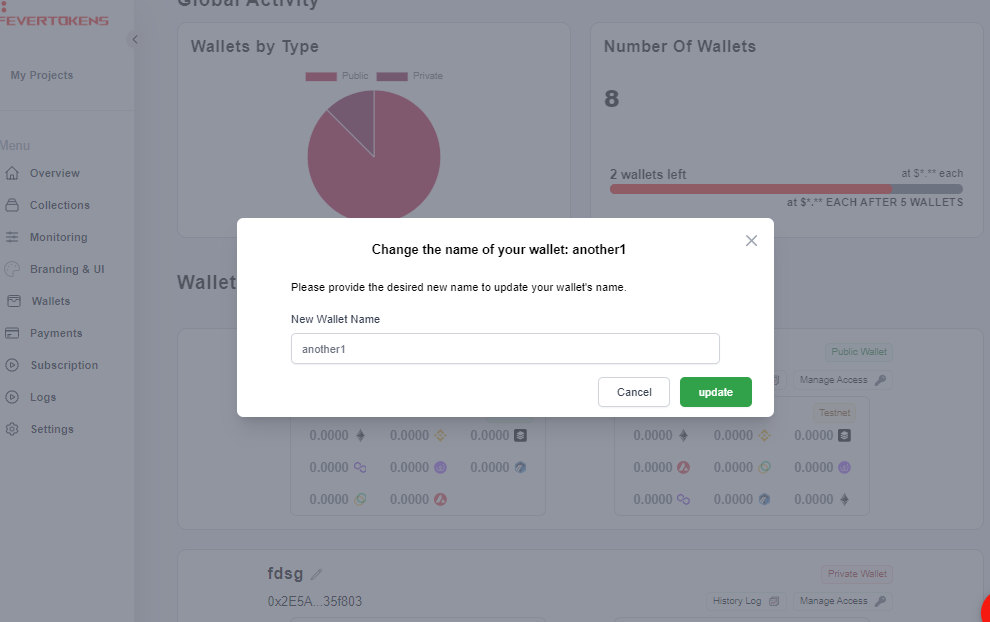 FEVERTOKENS
My Projects
Menu
Overview
Collections
Monitoring
Branding & UI
Wallets
Payments
Subscription
Logs
Settings
Global Activity
Wallets by Type
Public
Private
Number Of Wallets
8
2 wallets left
at $*.** each
at $*.** EACH AFTER 5 WALLETS
Wallet
Change the name of your wallet: another1
Please provide the desired new name to update your wallet's name.
New Wallet Name
another1
Cancel
update
Public Wallet
Manage Access
Testnet
0.0000 0.0000 0.0000
0.0000 0.0000 0.0000
0.0000 0.0000
0.0000 0.0000 0.0000
0.0000 0.0000 0.0000
0.0000 0.0000 0.0000
fdsg
Private Wallet
0x2E5A...35f803
History Log
Manage Access